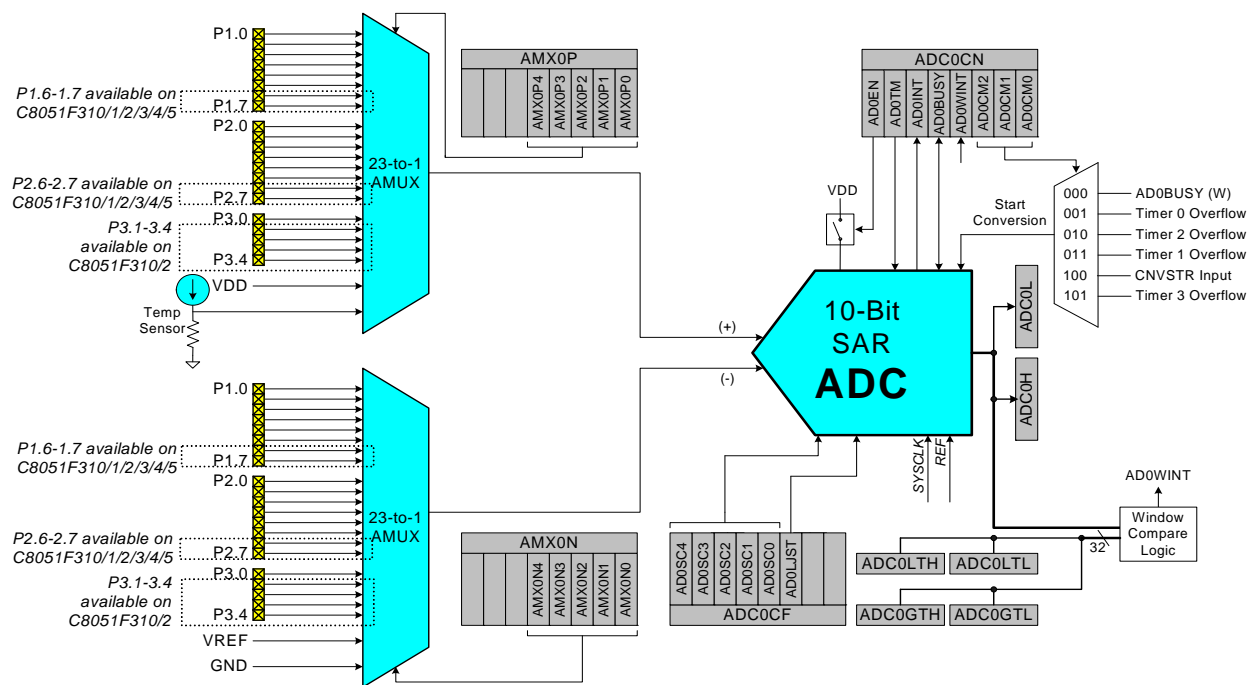 P1.0
P1.6-1.7 available on
C8051F310/1/2/3/4/5
P1.7
P2.0
P2.6-2.7 available on
C8051F310/1/2/3/4/5
P2.7
P3.0
P3.1-3.4
available on
C8051F310/2
P3.4
VDD
Temp
Sensor
23-to-1
AMUX
AMX0P
AMX0P4
AMX0P3
AMX0P2
AMX0P1
AMX0P0
ADC0CN
AD0EN
AD0TM
AD0INT
AD0BUSY
AD0WINT
AD0CM2
AD0CM1
AD0CM0
VDD
Start
Conversion
000 AD0BUSY (W)
001 Timer 0 Overflow
010 Timer 2 Overflow
011 Timer 1 Overflow
100 CNVSTR Input
101 Timer 3 Overflow
(+)
(-)
10-Bit
SAR
ADC
ADC0L
ADC0H
SYSCLK
REF
P1.0
P1.6-1.7 available on
C8051F310/1/2/3/4/5
P1.7
P2.0
P2.6-2.7 available on
C8051F310/1/2/3/4/5
P2.7
P3.0
P3.1-3.4
available on
C8051F310/2
P3.4
VREF
GND
23-to-1
AMUX
AMX0N
AMX0N4
AMX0N3
AMX0N2
AMX0N1
AMX0N0
AD0SC4
AD0SC3
AD0SC2
AD0SC1
AD0SC0
AD0LJST
ADC0CF
AD0WINT
Window
Compare
Logic
32
ADC0LTH
ADC0LTL
ADC0GTH
ADC0GTL